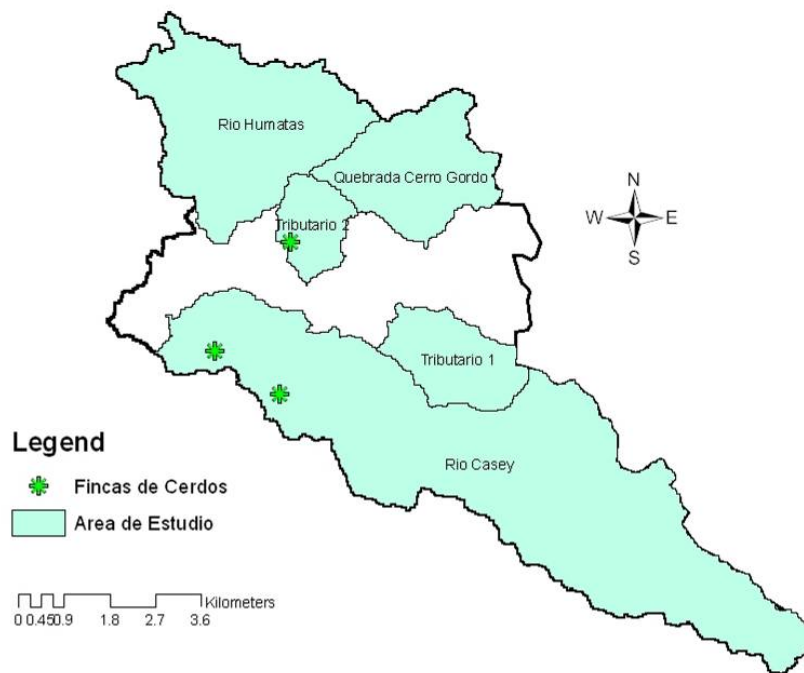 Rio Humatas
Quebrada Cerro Gordo
Tributario 2
N
W E
S
Tributario 1
Rio Casey
Legend
Fincas de Cerdos
Area de Estudio
Kilometers
0 0.45 0.9 1.8 2.7 3.6